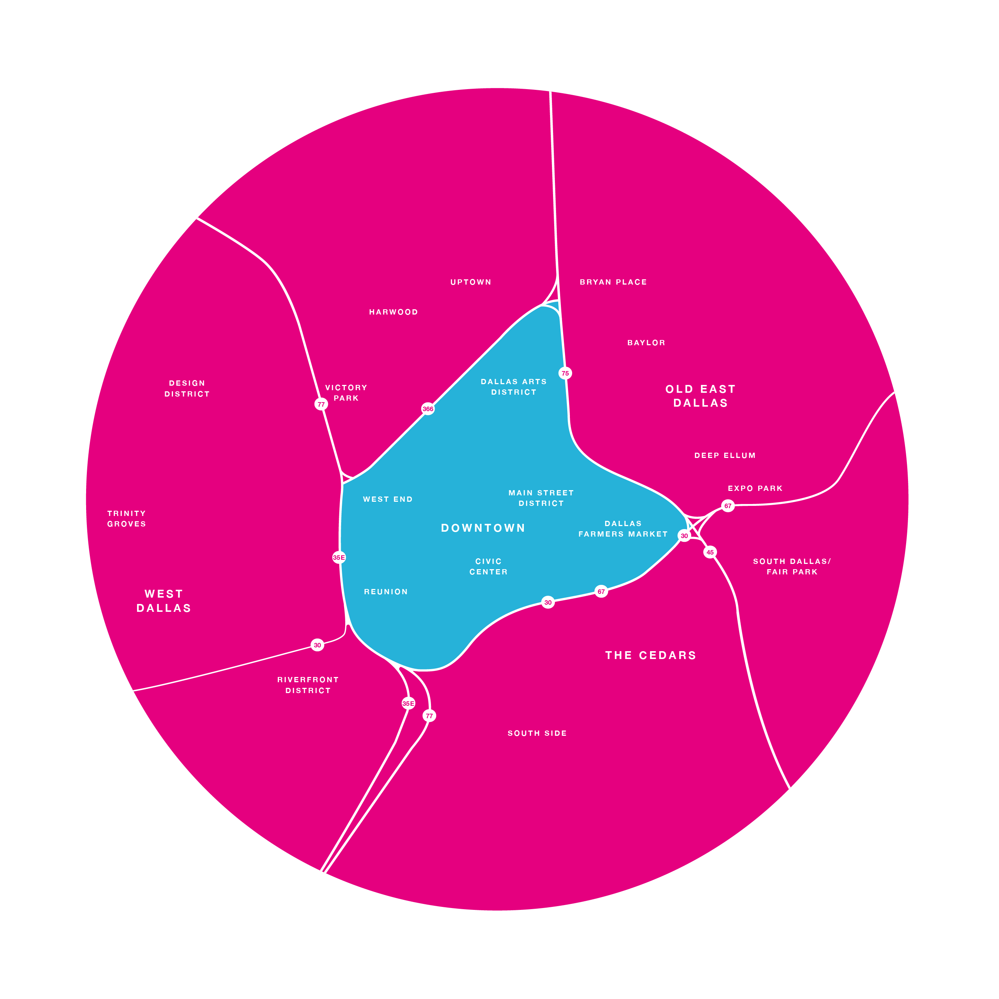 UPTOWN
BRYAN PLACE
HARWOOD
BAYLOR
75
DESIGN
DISTRICT
VICTORY
PARK
DALLAS ARTS
DISTRICT
OLD EAST
DALLAS
77
366
DEEP ELLUM
EXPO PARK
WEST END
MAIN STREET
DISTRICT
67
TRINITY
GROVES
DOWNTOWN
DALLAS
FARMERS MARKET
30
45
35E
CIVIC
CENTER
SOUTH DALLAS/
FAIR PARK
WEST
DALLAS
REUNION
67
30
30
THE CEDARS
RIVERFRONT
DISTRICT
35E
77
SOUTH SIDE